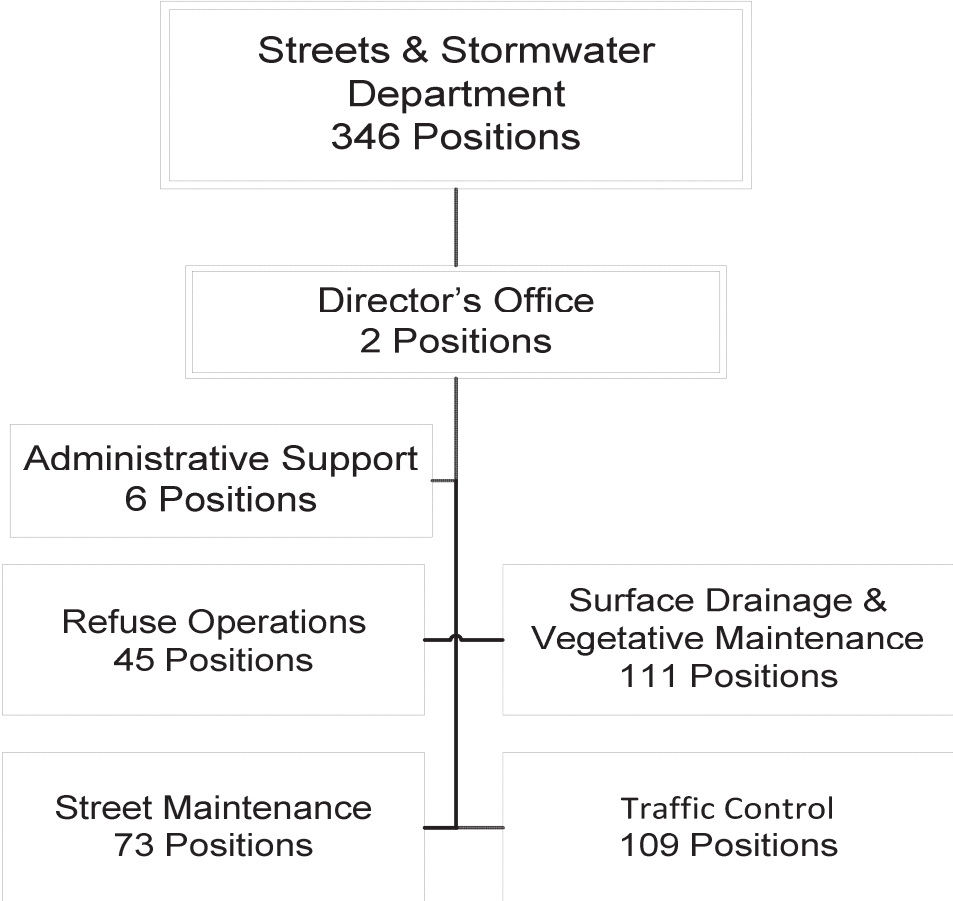 Streets & Stormwater
Department
346 Positions
Director's Office
2 Positions
Administrative Support
6 Positions
Refuse Operations
45 Positions
Surface Drainage &
Vegetative Maintenance
111 Positions
Street Maintenance
73 Positions
Traffic Control
109 Positions